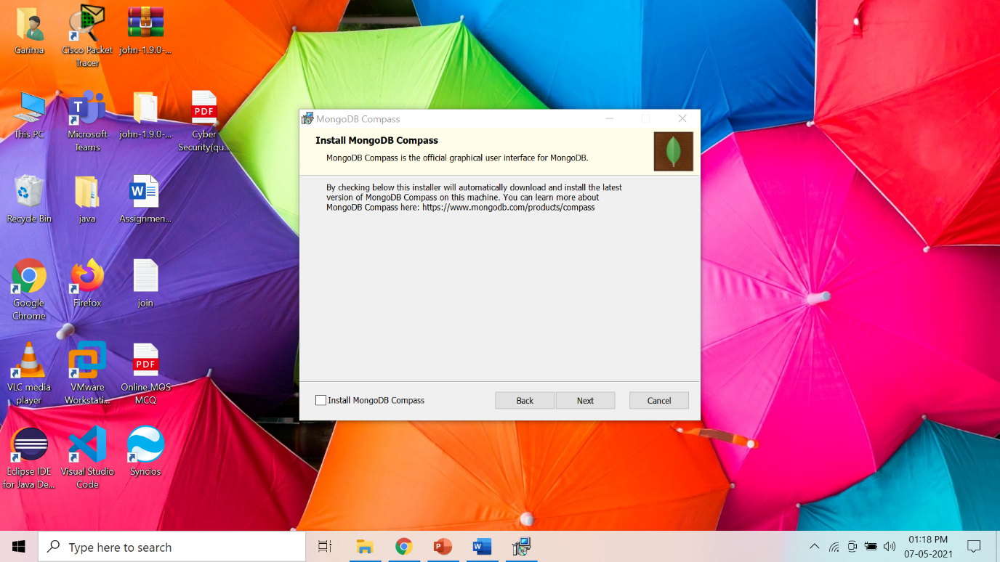 Garima
Cisco Packet
Tracer
john-1.9.0-...
This PC
Microsoft
Teams
john-1.9.0-...
PDF
Cyber
Security(qu...
Recycle Bin
java
Assignmen...
Google
Chrome
Firefox
join
VLC media
player
VMware
Workstati...
PDF
Online MOS
MCQ
Eclipse IDE
for Java De...
Visual Studio
Code
Syncios
MongoDB Compass
Install MongoDB Compass
MongoDB Compass is the official graphical user interface for MongoDB.
By checking below this installer will automatically download and install the latest
version of MongoDB Compass on this machine. You can learn more about
MongoDB Compass here: https://www.mongodb.com/products/compass
Install MongoDB Compass
Back
Next
Cancel
Type here to search
01:18 PM
07-05-2021